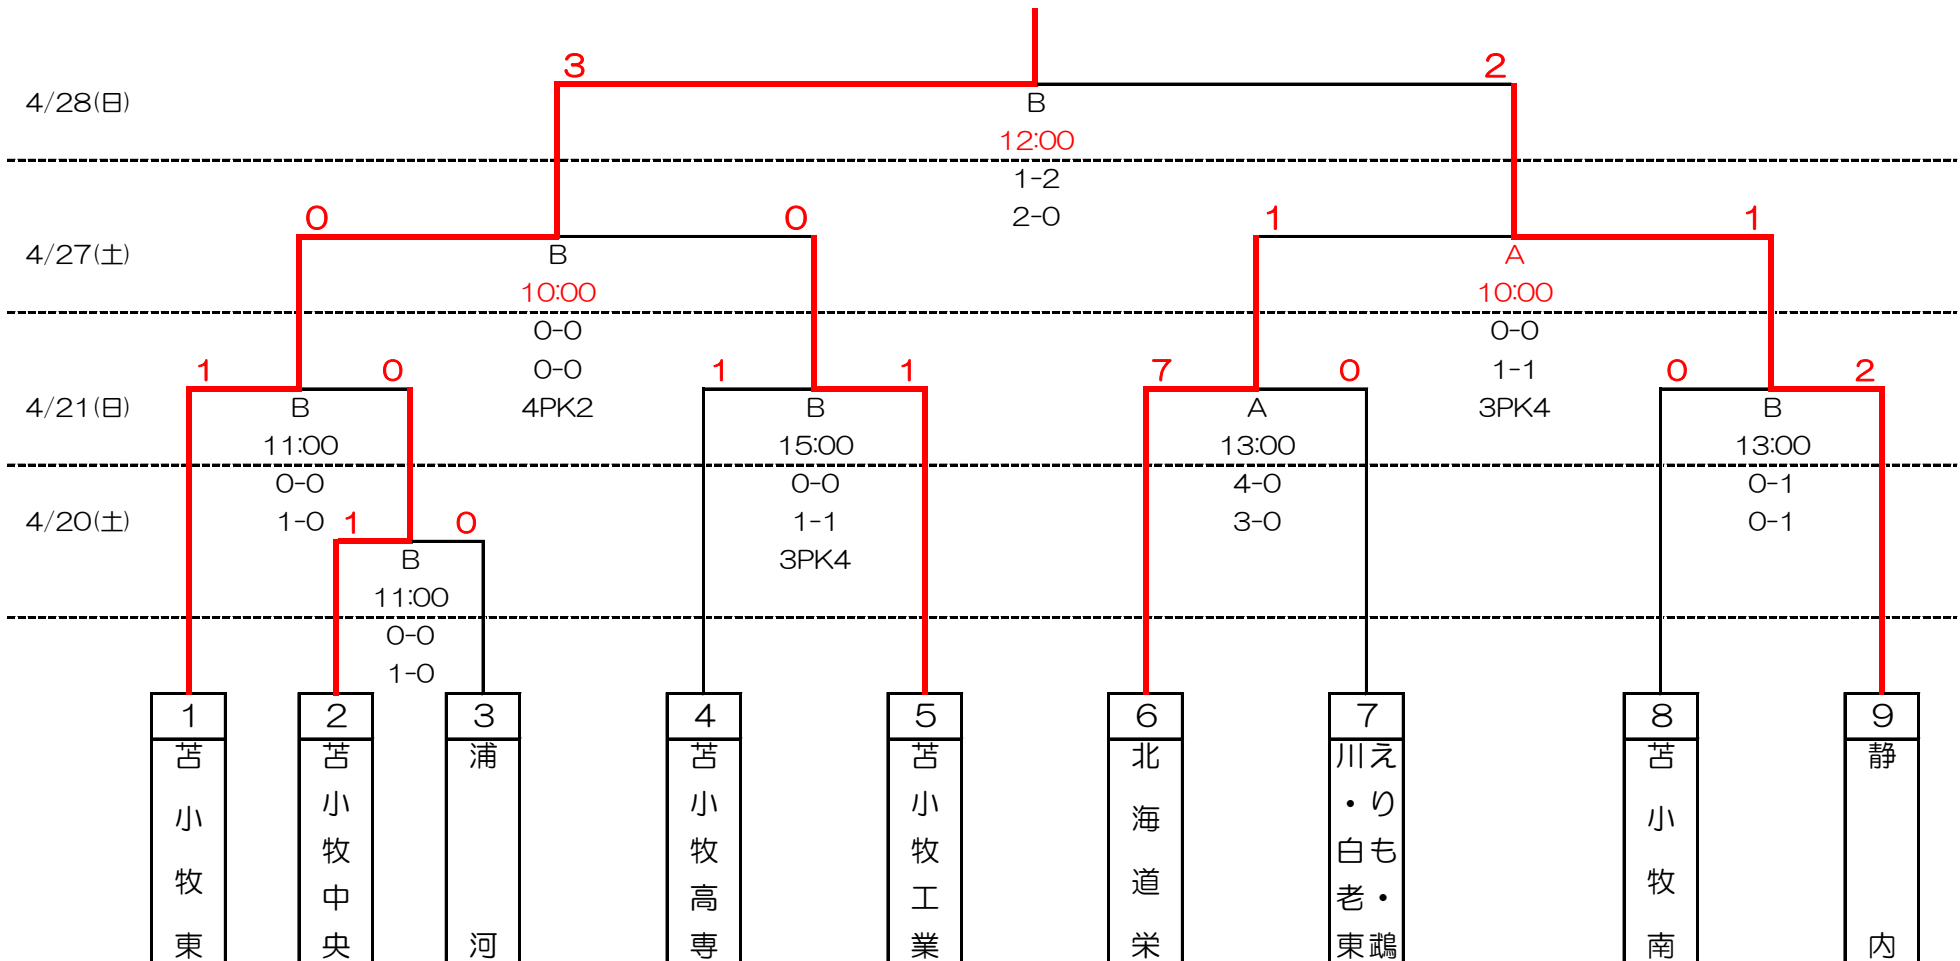 3 2
4/28(日)
B
12:00
1-2
2-0
0 0 1 1
4/27(土)
B A
10:00 10:00
0-0 0-0
0-0 1-1
4PK2 3PK4
1 0 1 1 7 0 0 2
4/21(日)
B B A B
11:00 15:00 13:00 13:00
0-0 0-0 4-0 0-1
1-0 1-1 3-0 0-1
3PK4
4/20(土)
1 0
B
11:00
0-0
1-0
1 2 3 4 5 6 7 8 9
苫小牧東
苫小牧中央
浦河
苫小牧高専
苫小牧工業
北海道栄
えりも・鵡
川・白老東
苫小牧南
静内